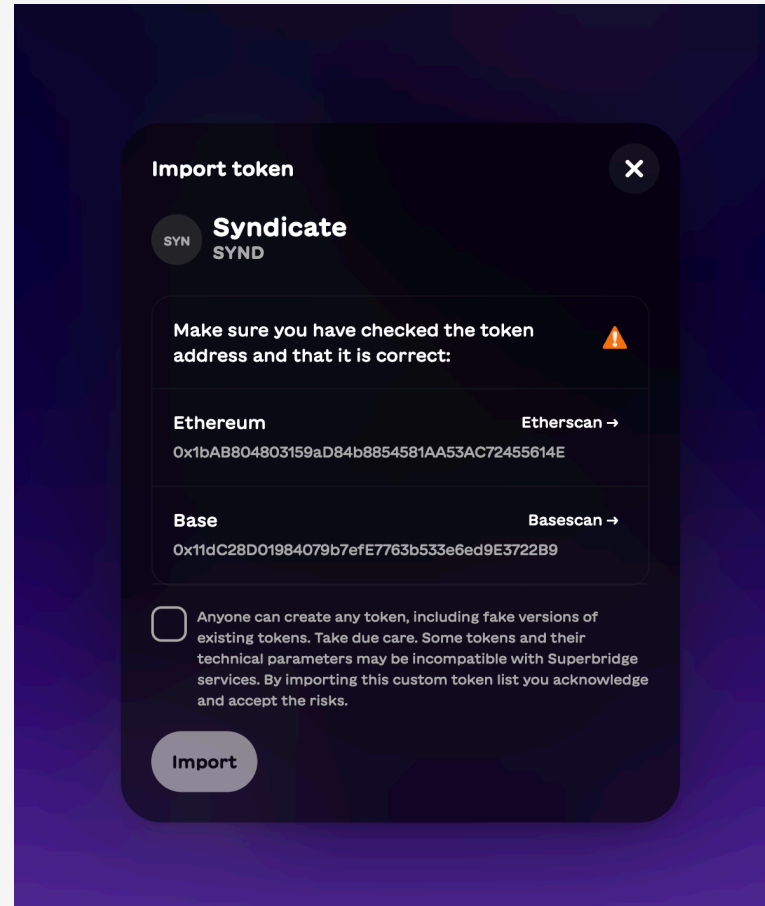 Import token
SYN
Syndicate
SYND
Make sure you have checked the token
address and that it is correct:
Ethereum
Etherscan →
0x1bAB804803159aD84b8854581AA53AC72455614E
Base
Basescan →
0x11dC28D01984079b7efE7763b533e6ed9E3722B9
Anyone can create any token, including fake versions of
existing tokens. Take due care. Some tokens and their
technical parameters may be incompatible with Superbridge
services. By importing this custom token list you acknowledge
and accept the risks.
Import